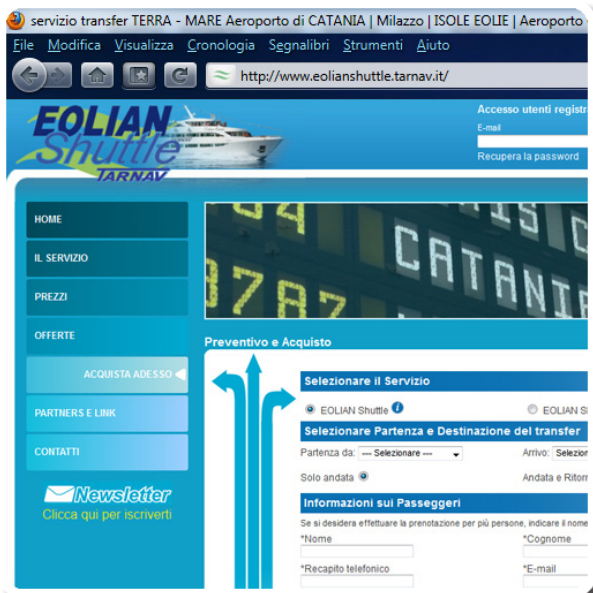 servizio transfer TERRA - MARE Aeroporto di CATANIA | Milazzo | ISOLE EOLIE | Aeroporto
File Modifica Visualizza Cronologia Segnalibri Strumenti Aiuto
http://www.eolianshuttle.tarnav.it/
EOLIAN
Shuttle
TARNAV
Accesso utenti registr
E-mail
Recupera la password
HOME
IL SERVIZIO
PREZZI
OFFERTE
ACQUISTA ADESSO
PARTNERS E LINK
CONTATTI
Newsletter
Clicca qui per iscriverti
CATANI
9787
Preventivo e Acquisto
Selezionare il Servizio
EOLIAN Shuttle i
EOLIAN S
Selezionare Partenza e Destinazione del transfer
Partenza da: --- Selezionare ---
Arrivo: Selezion
Solo andata
Andata e Ritorn
Informazioni sui Passeggeri
Se si desidera effettuare la prenotazione per più persone, indicare il nome
*Nome
*Cognome
*Recapito telefonico
*E-mail